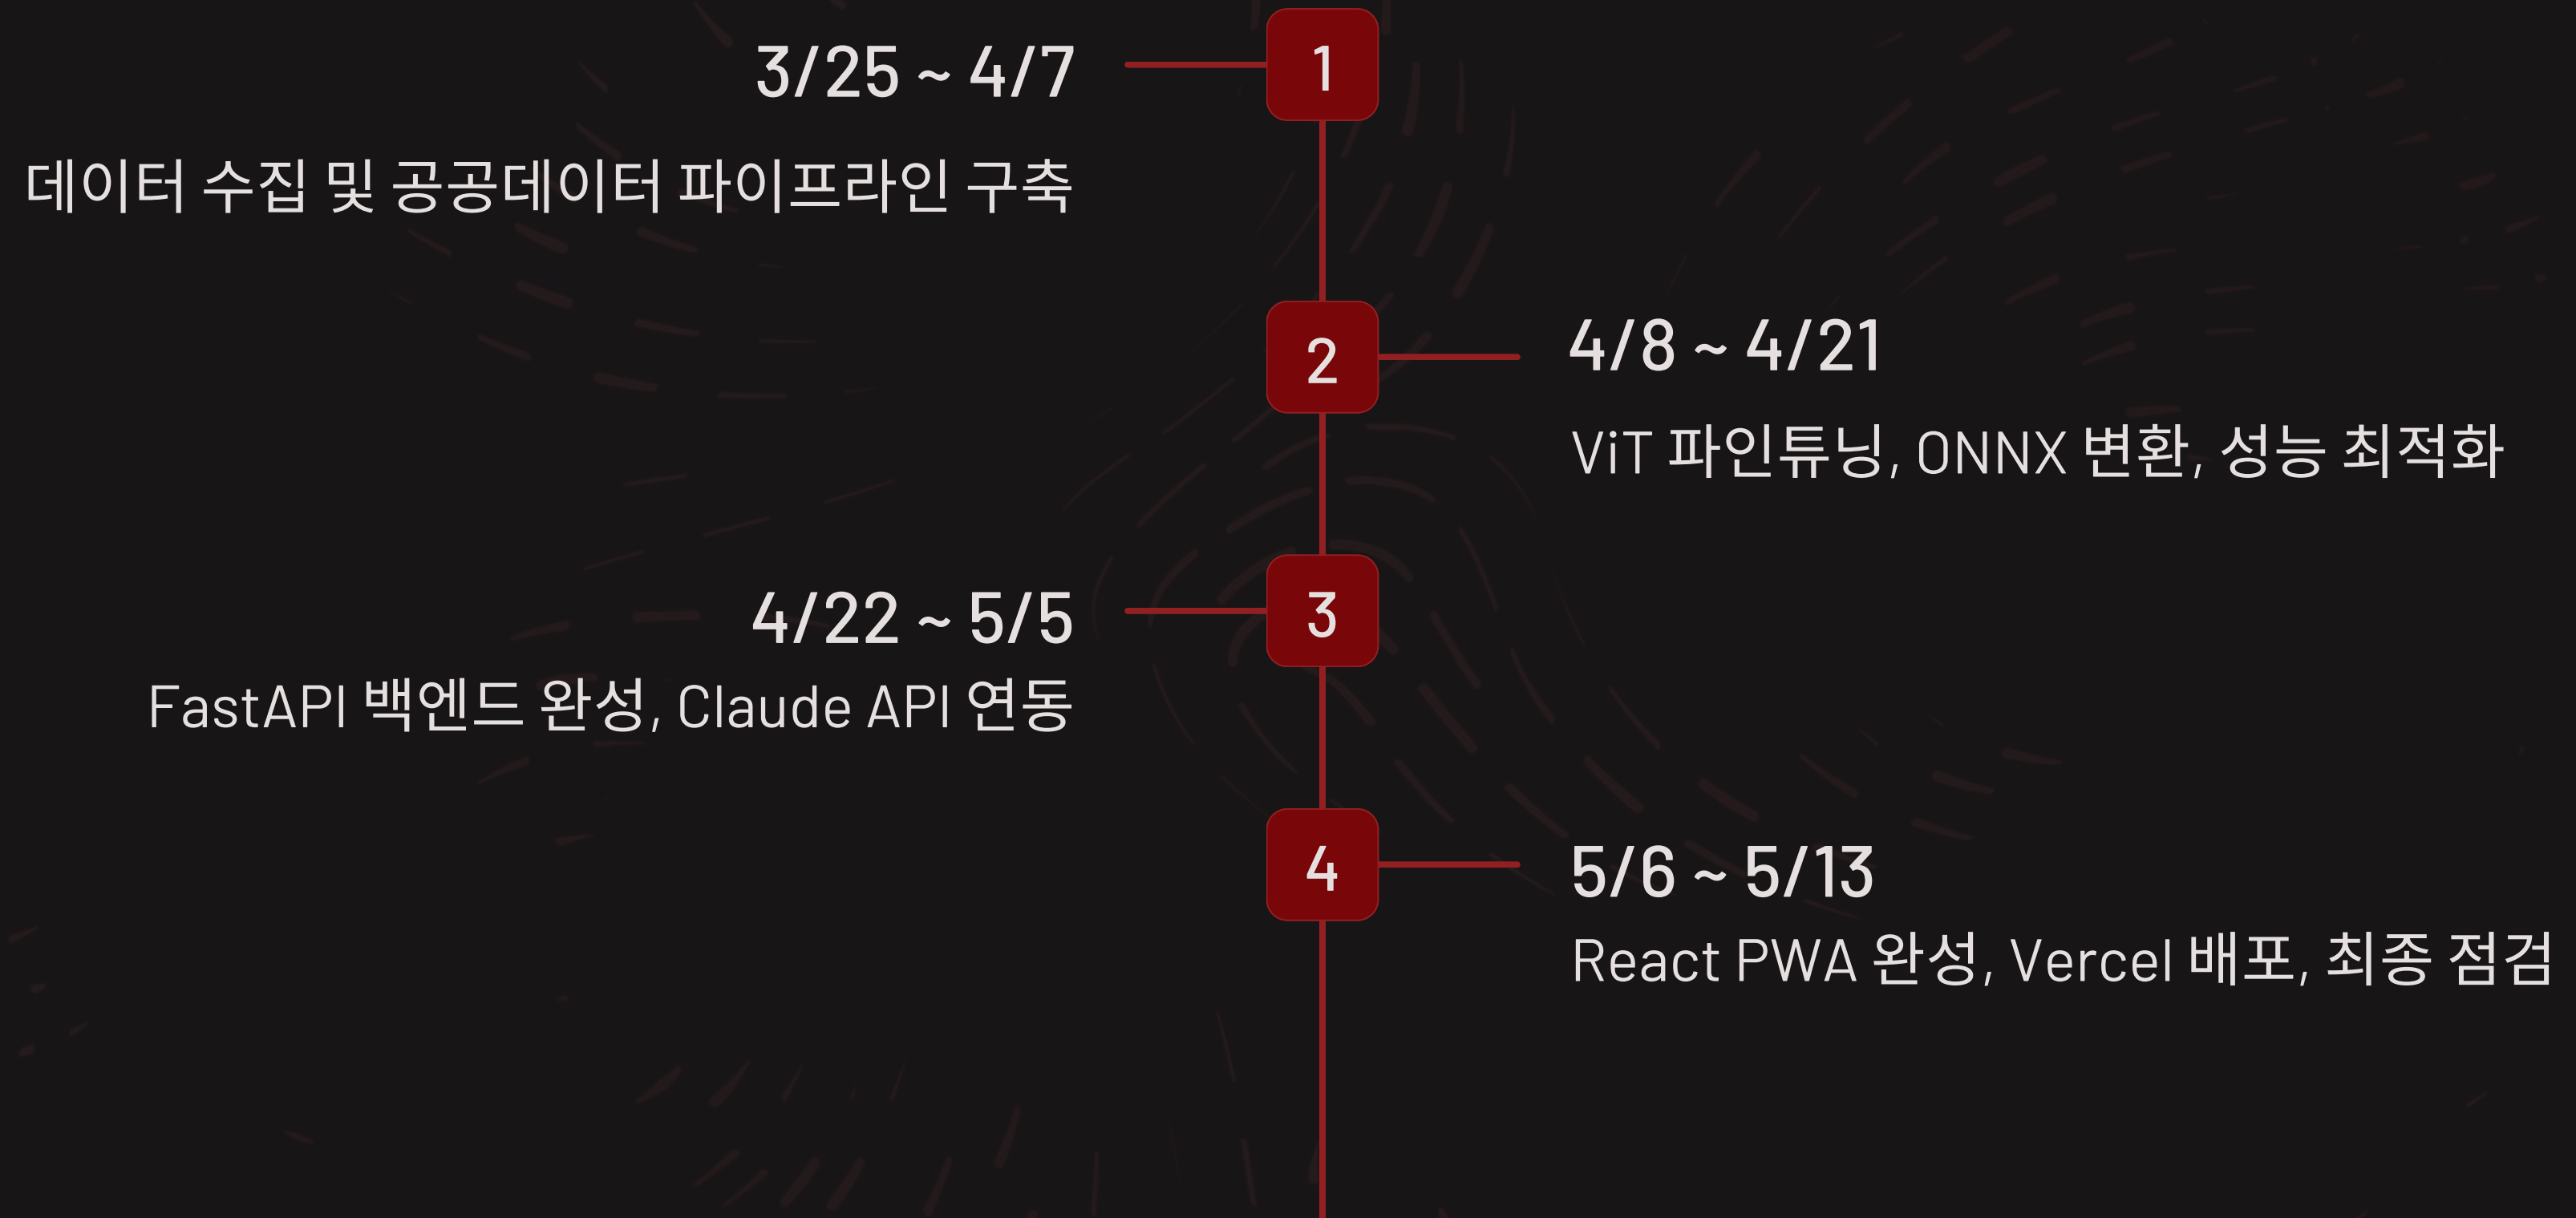 1
3/25 ~ 4/7
데이터 수집 및 공공데이터 파이프라인 구축
2
4/8 ~ 4/21
ViT 파인튜닝, ONNX 변환, 성능 최적화
3
4/22 ~ 5/5
FastAPI 백엔드 완성, Claude API 연동
4
5/6 ~ 5/13
React PWA 완성, Vercel 배포, 최종 점검